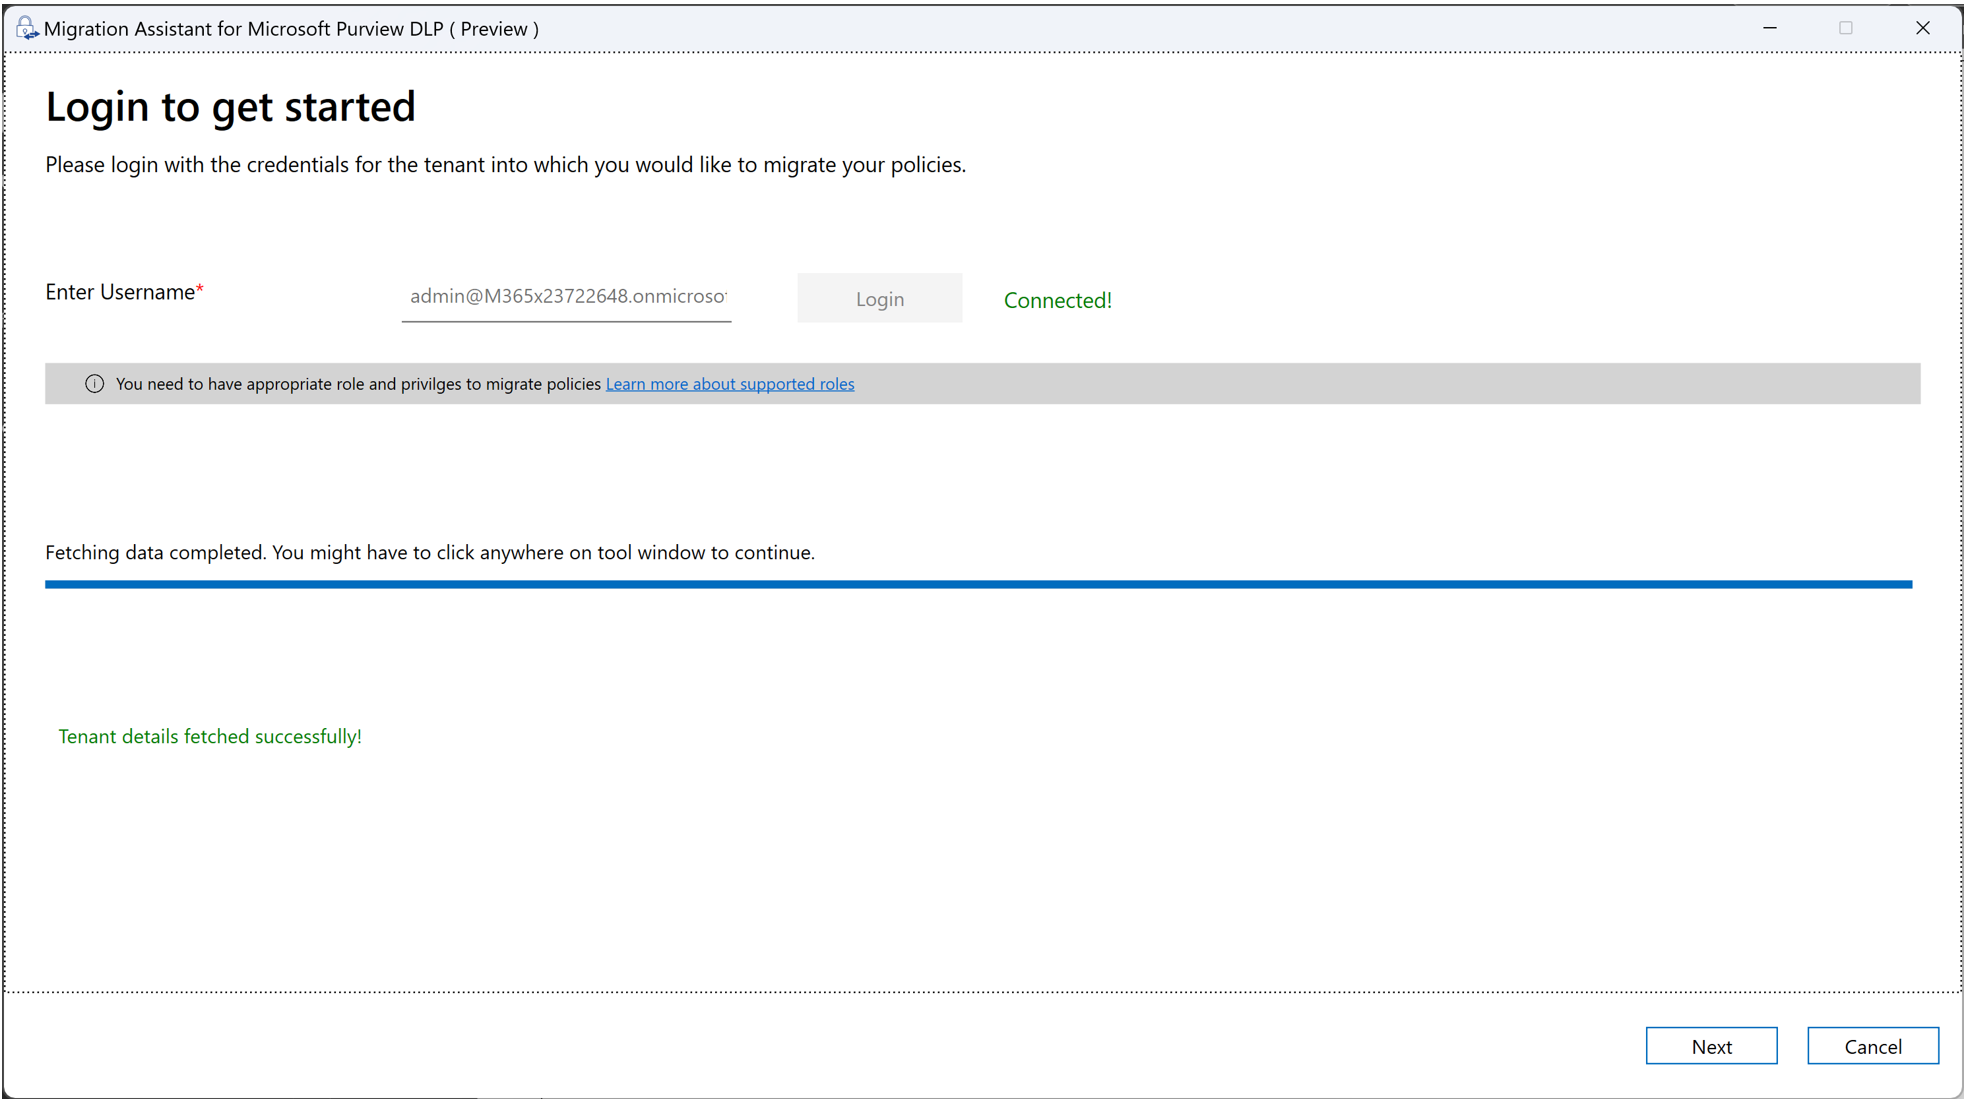 Migration Assistant for Microsoft Purview DLP ( Preview )
Login to get started
Please login with the credentials for the tenant into which you would like to migrate your policies.
Enter Username*
admin@M365x23722648.onmicroso
Login
Connected!
You need to have appropriate role and privilges to migrate policies Learn more about supported roles
Fetching data completed. You might have to click anywhere on tool window to continue.
Tenant details fetched successfully!
Next
Cancel